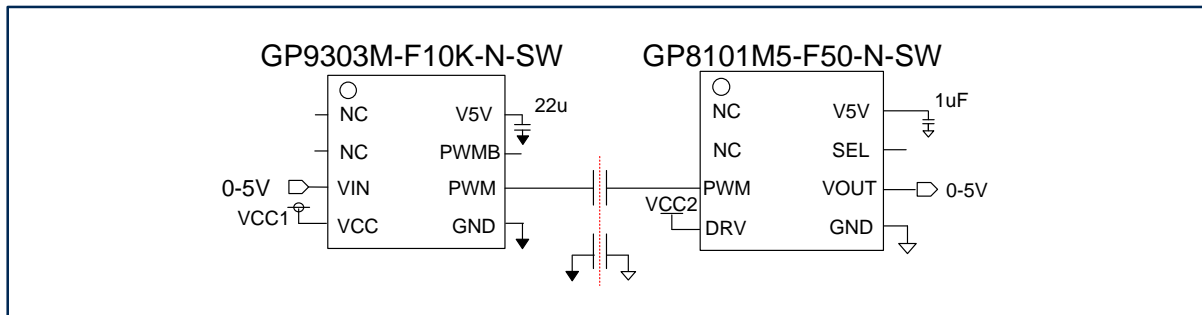 GP9303M-F10K-N-SW
NC
NC
VIN
VCC
V5V
PWMB
PWM
GND
22u
0-5V
VCC1
GP8101M5-F50-N-SW
NC
NC
PWM
DRV
V5V
SEL
VOUT
GND
1uF
VCC2
0-5V